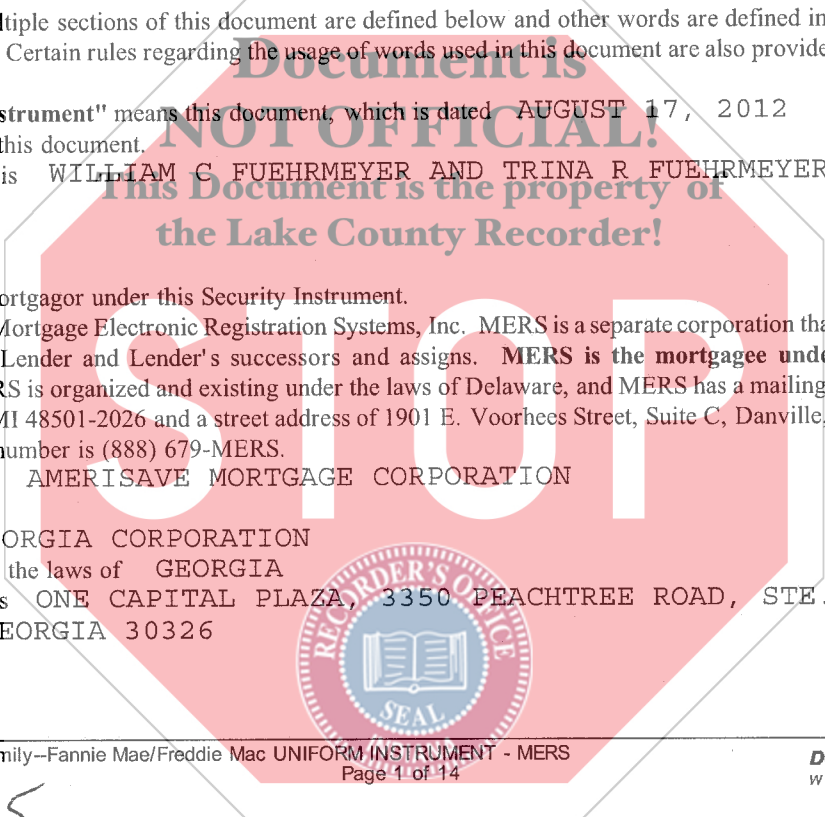 ltiple sections of this document are defined below and other words are defined in
Certain rules regarding the usage of words used in this document are also provide
Document is
strument" means this document, which is dated AUGUST 17, 2012
NOT OFFICIAL!
this document.
is WILLIAM C FUEHRMEYER AND TRINA R FUEHRMEYER
This Document is the property of
the Lake County Recorder!
ortgagor under this Security Instrument.
Mortgage Electronic Registration Systems, Inc. MERS is a separate corporation tha
Lender and Lender's successors and assigns. MERS is the mortgagee unde
RS is organized and existing under the laws of Delaware, and MERS has a mailing
MI 48501-2026 and a street address of 1901 E. Voorhees Street, Suite C, Danville,
number is (888) 679-MERS.
STOP
AMERISAVE MORTGAGE CORPORATION
ORGIA CORPORATION
the laws of GEORGIA
s ONE CAPITAL PLAZA, 3350 PEACHTREE ROAD, STE.
EORGIA 30326
RECORDER'S OFFICE
SEAL
mily--Fannie Mae/Freddie Mac UNIFORM INSTRUMENT - MERS
Page 1 of 14
D
W